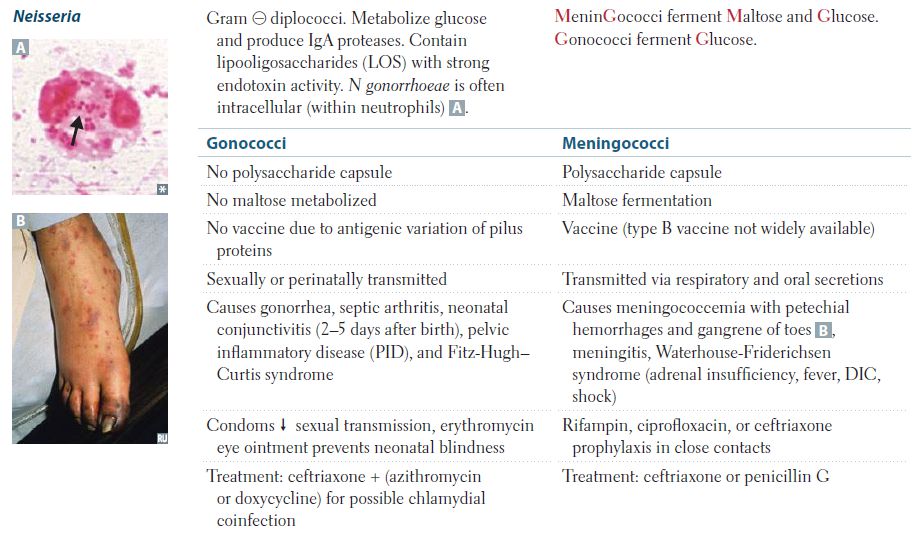 Neisseria
Gram ⊖ diplococci. Metabolize glucose
and produce IgA proteases. Contain
lipooligosaccharides (LOS) with strong
endotoxin activity. N gonorrhoeae is often
intracellular (within neutrophils) A.
MeninGococci ferment Maltose and Glucose.
Gonococci ferment Glucose.
A
B
RU
Gononococci
Meningococci
No polysaccharide capsule
Polysaccharide capsule
No maltose metabolized
Maltose fermentation
No vaccine due to antigenic variation of pilus
proteins
Vaccine (type B vaccine not widely available)
Sexually or perinatally transmitted
Transmitted via respiratory and oral secretions
Causes gonorrhea, septic arthritis, neonatal
conjunctivitis (2–5 days after birth), pelvic
inflammatory disease (PID), and Fitz-Hugh–
Curtis syndrome
Causes meningococcemia with petechial
hemorrhages and gangrene of toes B,
meningitis, Waterhouse-Friderichsen
syndrome (adrenal insufficiency, fever, DIC,
shock)
Condoms ↓ sexual transmission, erythromycin
eye ointment prevents neonatal blindness
Rifampin, ciprofloxacin, or ceftriaxone
prophylaxis in close contacts
Treatment: ceftriaxone + (azithromycin
or doxycycline) for possible chlamydial
coinfection
Treatment: ceftriaxone or penicillin G